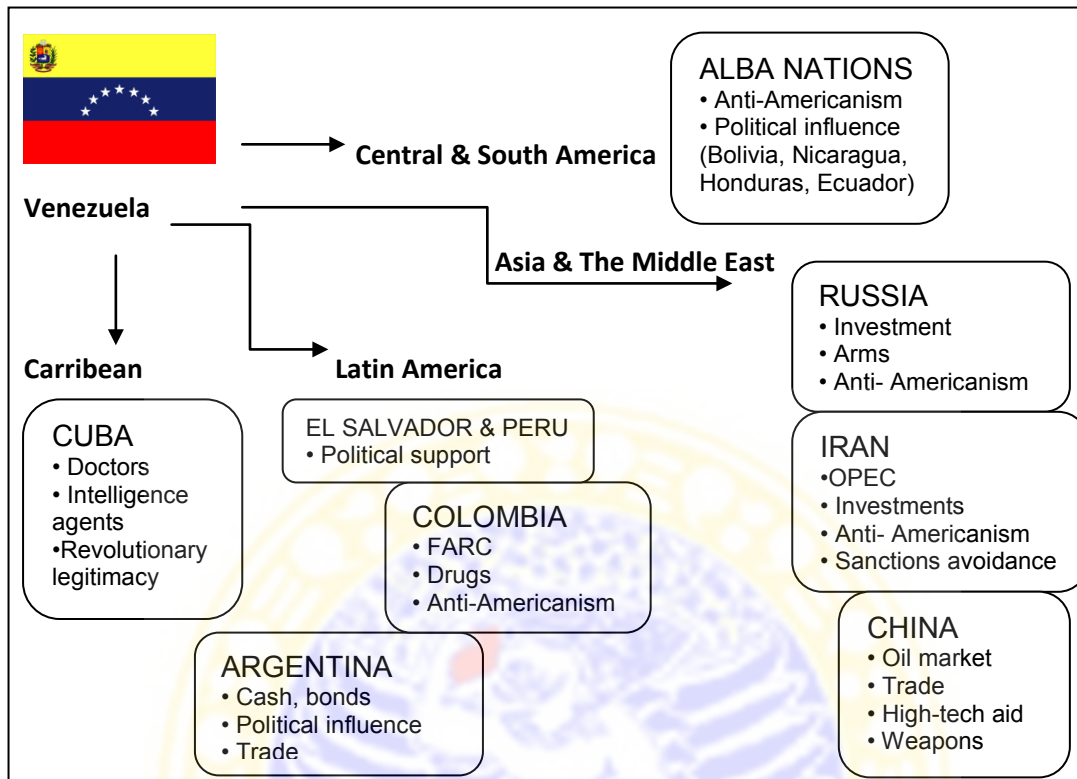 ALBA NATIONS
• Anti-Americanism
• Political influence
(Bolivia, Nicaragua,
Honduras, Ecuador)
Central & South America
Venezuela
Asia & The Middle East
RUSSIA
• Investment
• Arms
• Anti- Americanism
Carribean
Latin America
CUBA
• Doctors
• Intelligence
agents
•Revolutionary
legitimacy
EL SALVADOR & PERU
• Political support
IRAN
•OPEC
• Investments
• Anti- Americanism
• Sanctions avoidance
COLOMBIA
• FARC
• Drugs
• Anti-Americanism
CHINA
• Oil market
• Trade
• High-tech aid
• Weapons
ARGENTINA
• Cash, bonds
• Political influence
• Trade